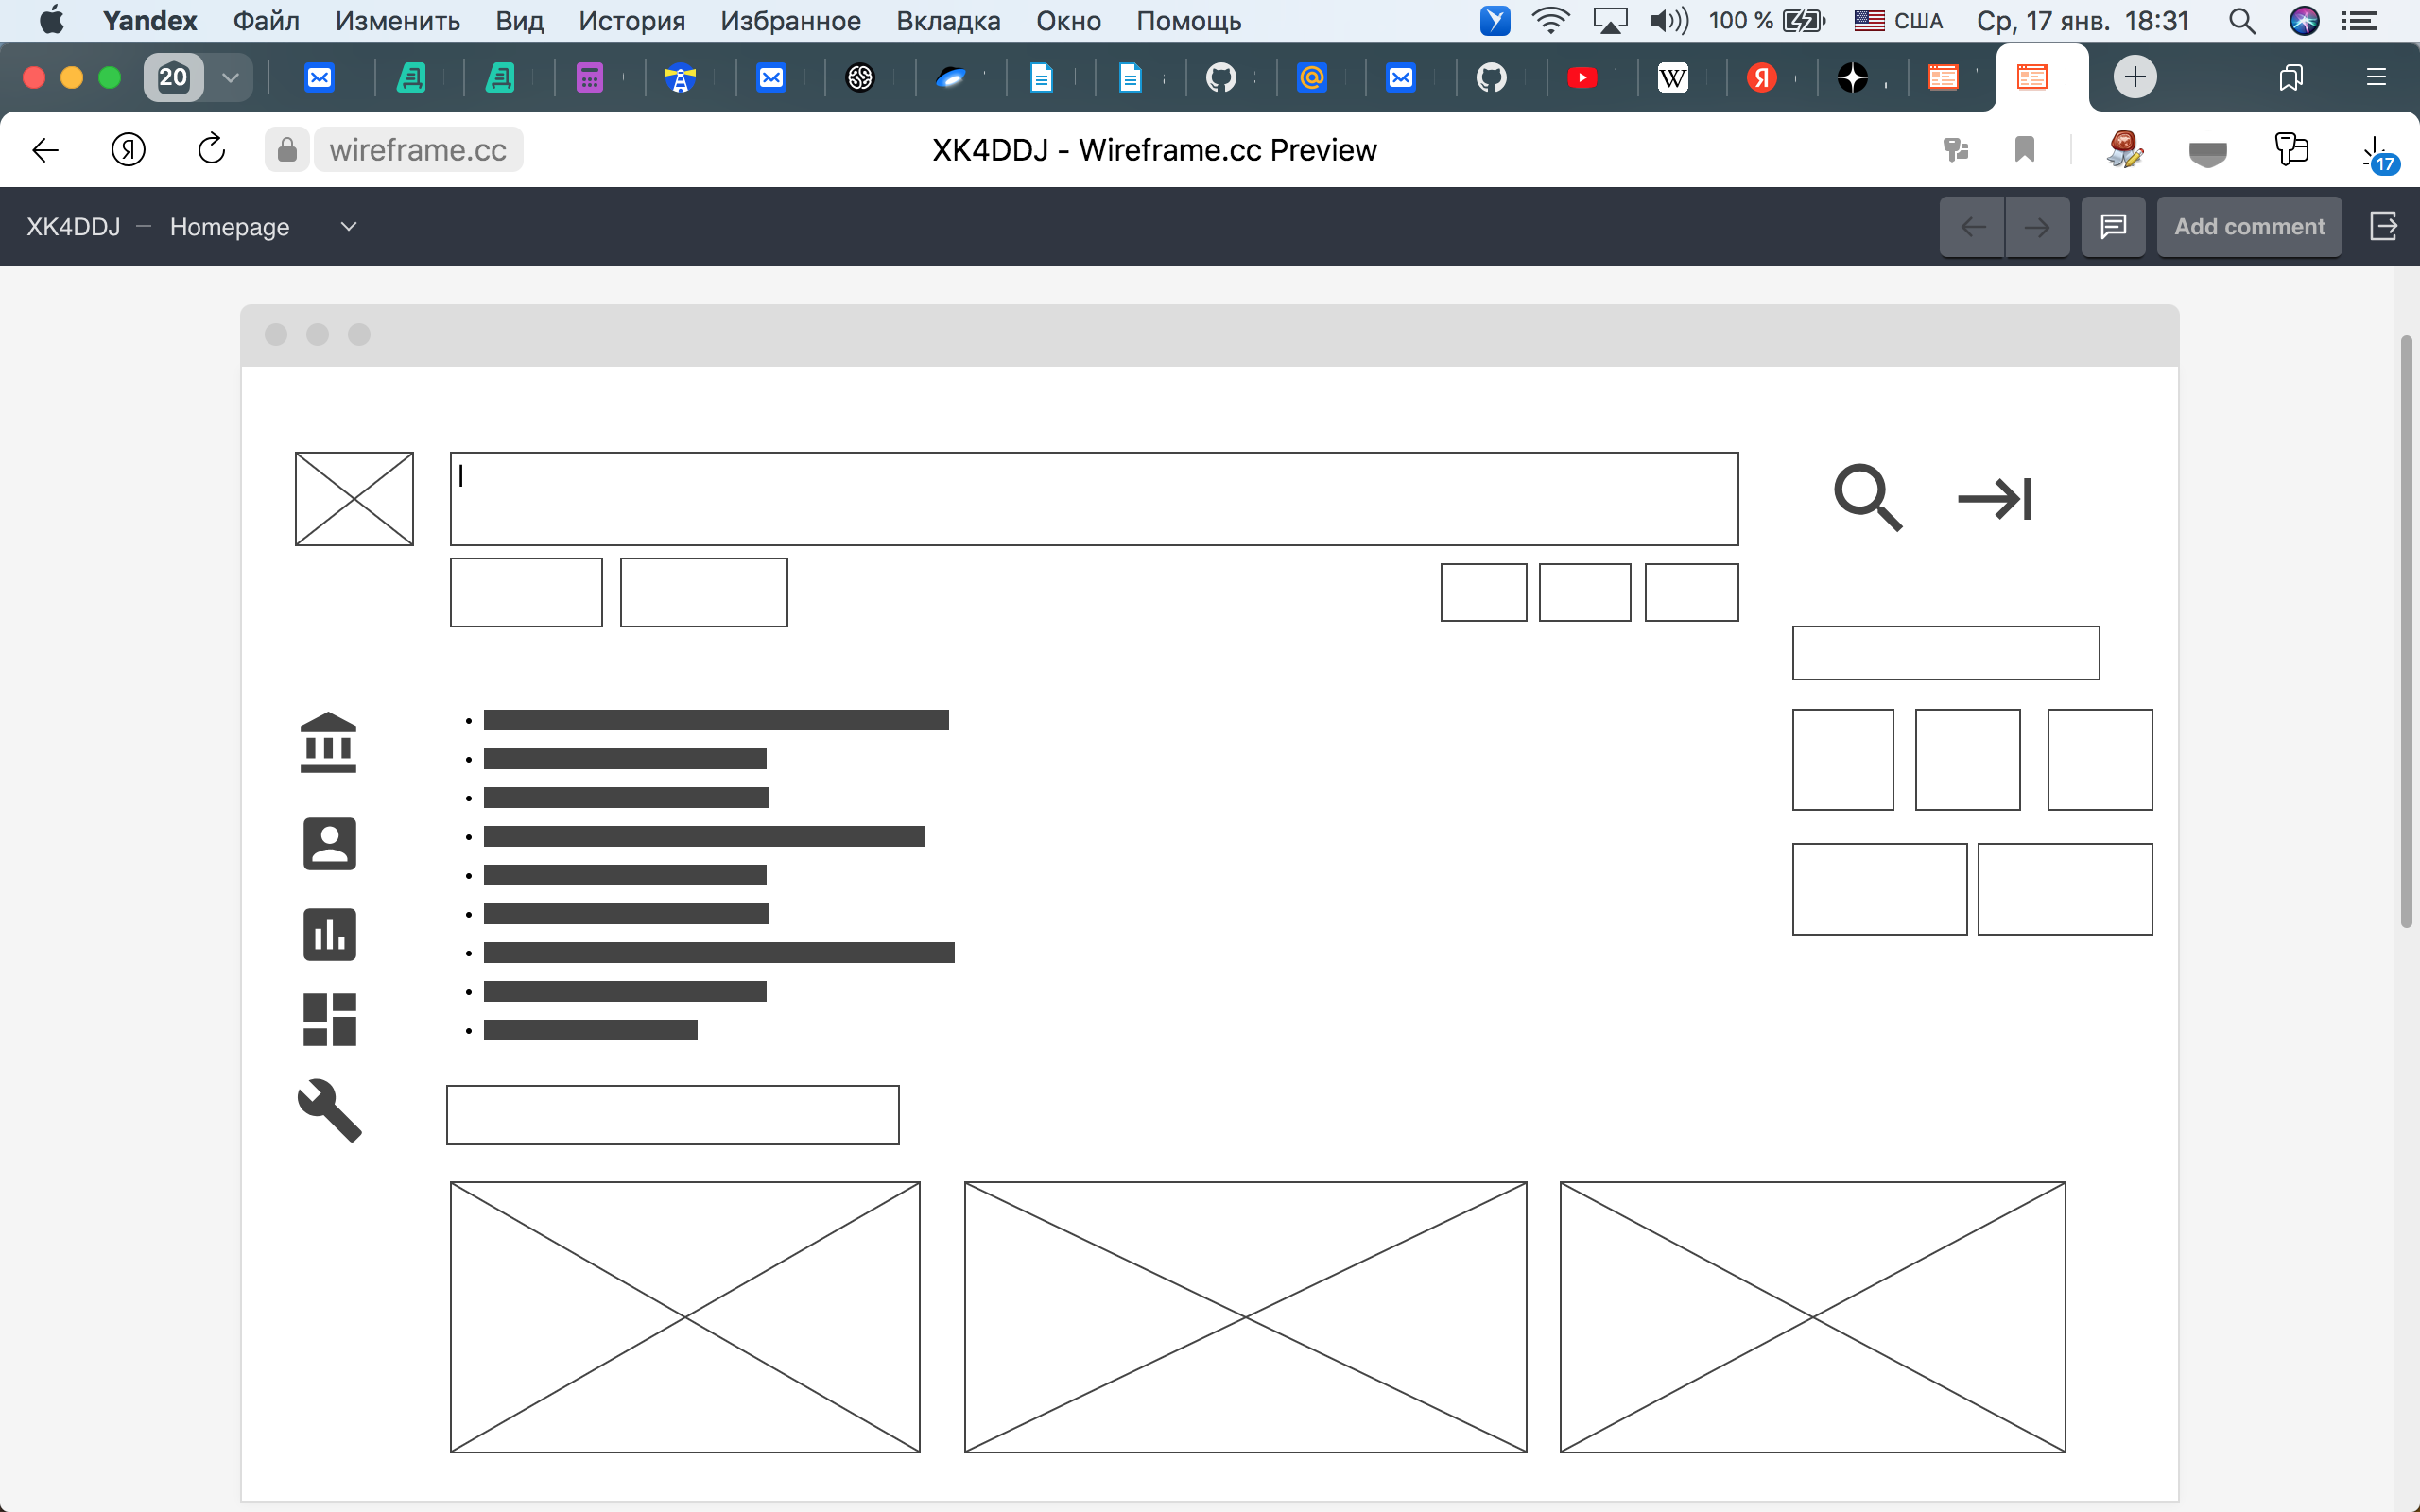 Yandex Файл Изменить Вид История Избранное Вкладка Окно Помощь 100 % США Ср, 17 янв. 18:31
20 W Я
Я wireframe.cc XK4DDJ - Wireframe.cc Preview 17
XK4DDJ – Homepage Add comment